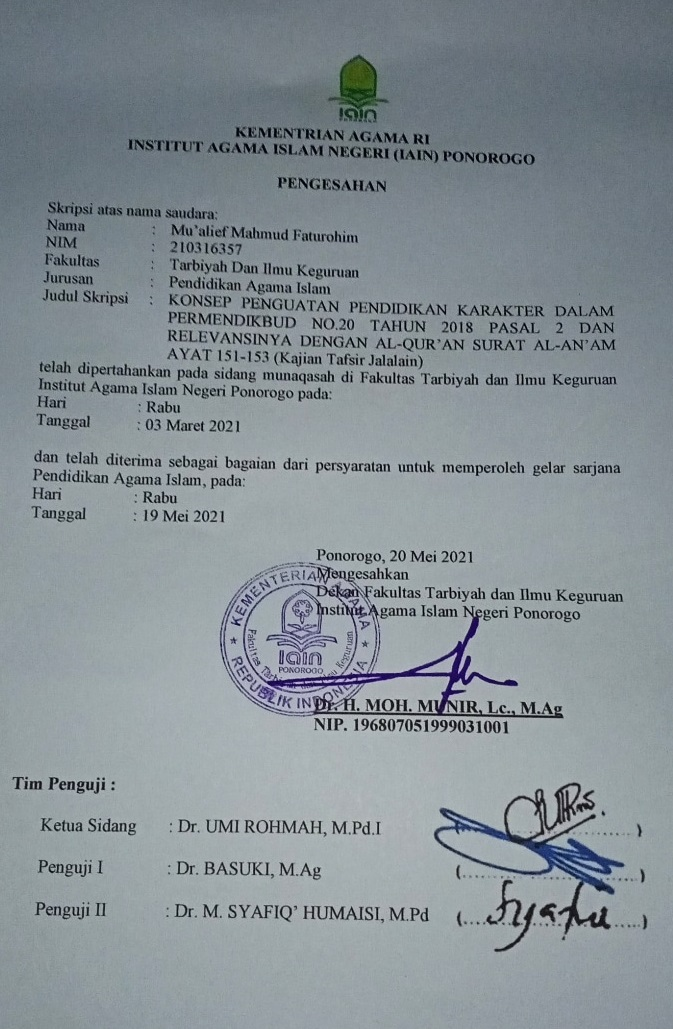 iain
PONOROGO
KEMENTRIAN AGAMA RI
INSTITUT AGAMA ISLAM NEGERI (IAIN) PONOROGO
PENGESAHAN
Skripsi atas nama saudara:
Nama : Mu'alief Mahmud Faturohim
NIM : 210316357
Fakultas : Tarbiyah Dan Ilmu Keguruan
Jurusan : Pendidikan Agama Islam
Judul Skripsi : KONSEP PENGUATAN PENDIDIKAN KARAKTER DALAM
PERMENDIKBUD NO.20 TAHUN 2018 PASAL 2 DAN
RELEVANSINYA DENGAN AL-QUR'AN SURAT AL-AN'AM
AYAT 151-153 (Kajian Tafsir Jalalain)
telah dipertahankan pada sidang munaqasah di Fakultas Tarbiyah dan Ilmu Keguruan
Institut Agama Islam Negeri Ponorogo pada:
Hari : Rabu
Tanggal : 03 Maret 2021
dan telah diterima sebagai bagaian dari persyaratan untuk memperoleh gelar sarjana
Pendidikan Agama Islam, pada:
Hari : Rabu
Tanggal : 19 Mei 2021
Ponorogo, 20 Mei 2021
Mengesahkan
Dekan Fakultas Tarbiyah dan Ilmu Keguruan
Institut Agama Islam Negeri Ponorogo
KEMENTERIAN AGAMA
REPUBLIK INDONESIA
Fakultas Tarbiyah dan Ilmu Keguruan
iain
PONOROGO
Dr. H. MOH. MUNIR, Lc., M.Ag
NIP. 196807051999031001
Tim Penguji :
Ketua Sidang : Dr. UMI ROHMAH, M.Pd.I (....................)
Penguji I : Dr. BASUKI, M.Ag (....................)
Penguji II : Dr. M. SYAFIQ' HUMAISI, M.Pd (....................)